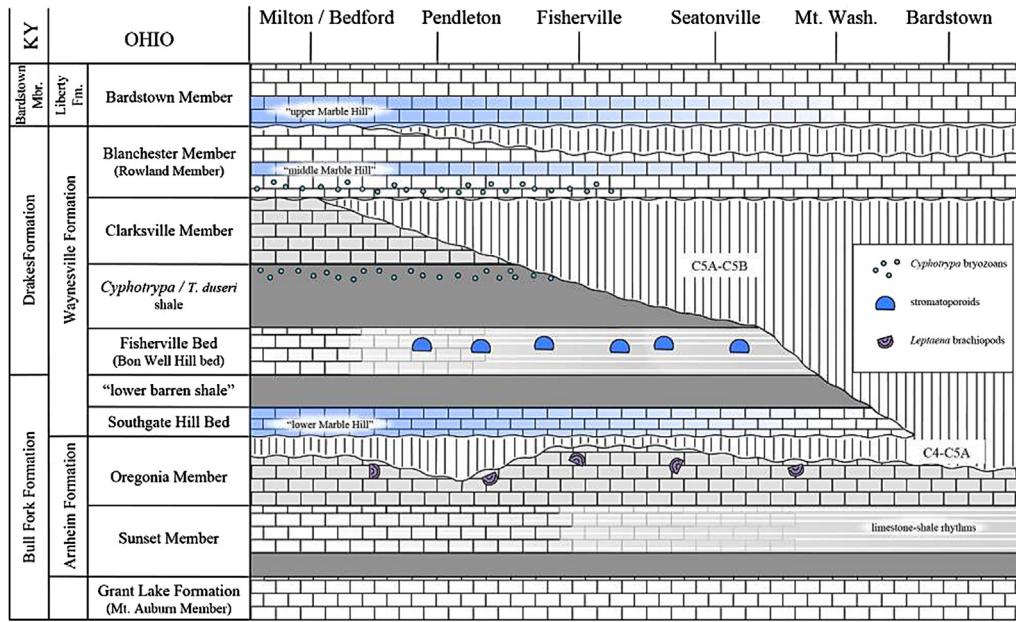 KY
OHIO
Milton / Bedford
Pendleton
Fisherville
Seatonville
Mt. Wash.
Bardstown
Bardstown
Mbr.
Liberty
Fm.
Bardstown Member
"upper Marble Hill"
DrakesFormation
Waynesville Formation
Blanchester Member
(Rowland Member)
"middle Marble Hill"
Clarksville Member
C5A-C5B
Cyphotrypa / T. duseri
shale
Cyphotrypa bryozoans
stromatoporoids
Leptaena brachiopods
Fisherville Bed
(Bon Well Hill bed)
Bull Fork Formation
"lower barren shale"
Southgate Hill Bed
"lower Marble Hill"
Arnheim Formation
Oregonia Member
C4-C5A
Sunset Member
limestone-shale rhythms
Grant Lake Formation
(Mt. Auburn Member)